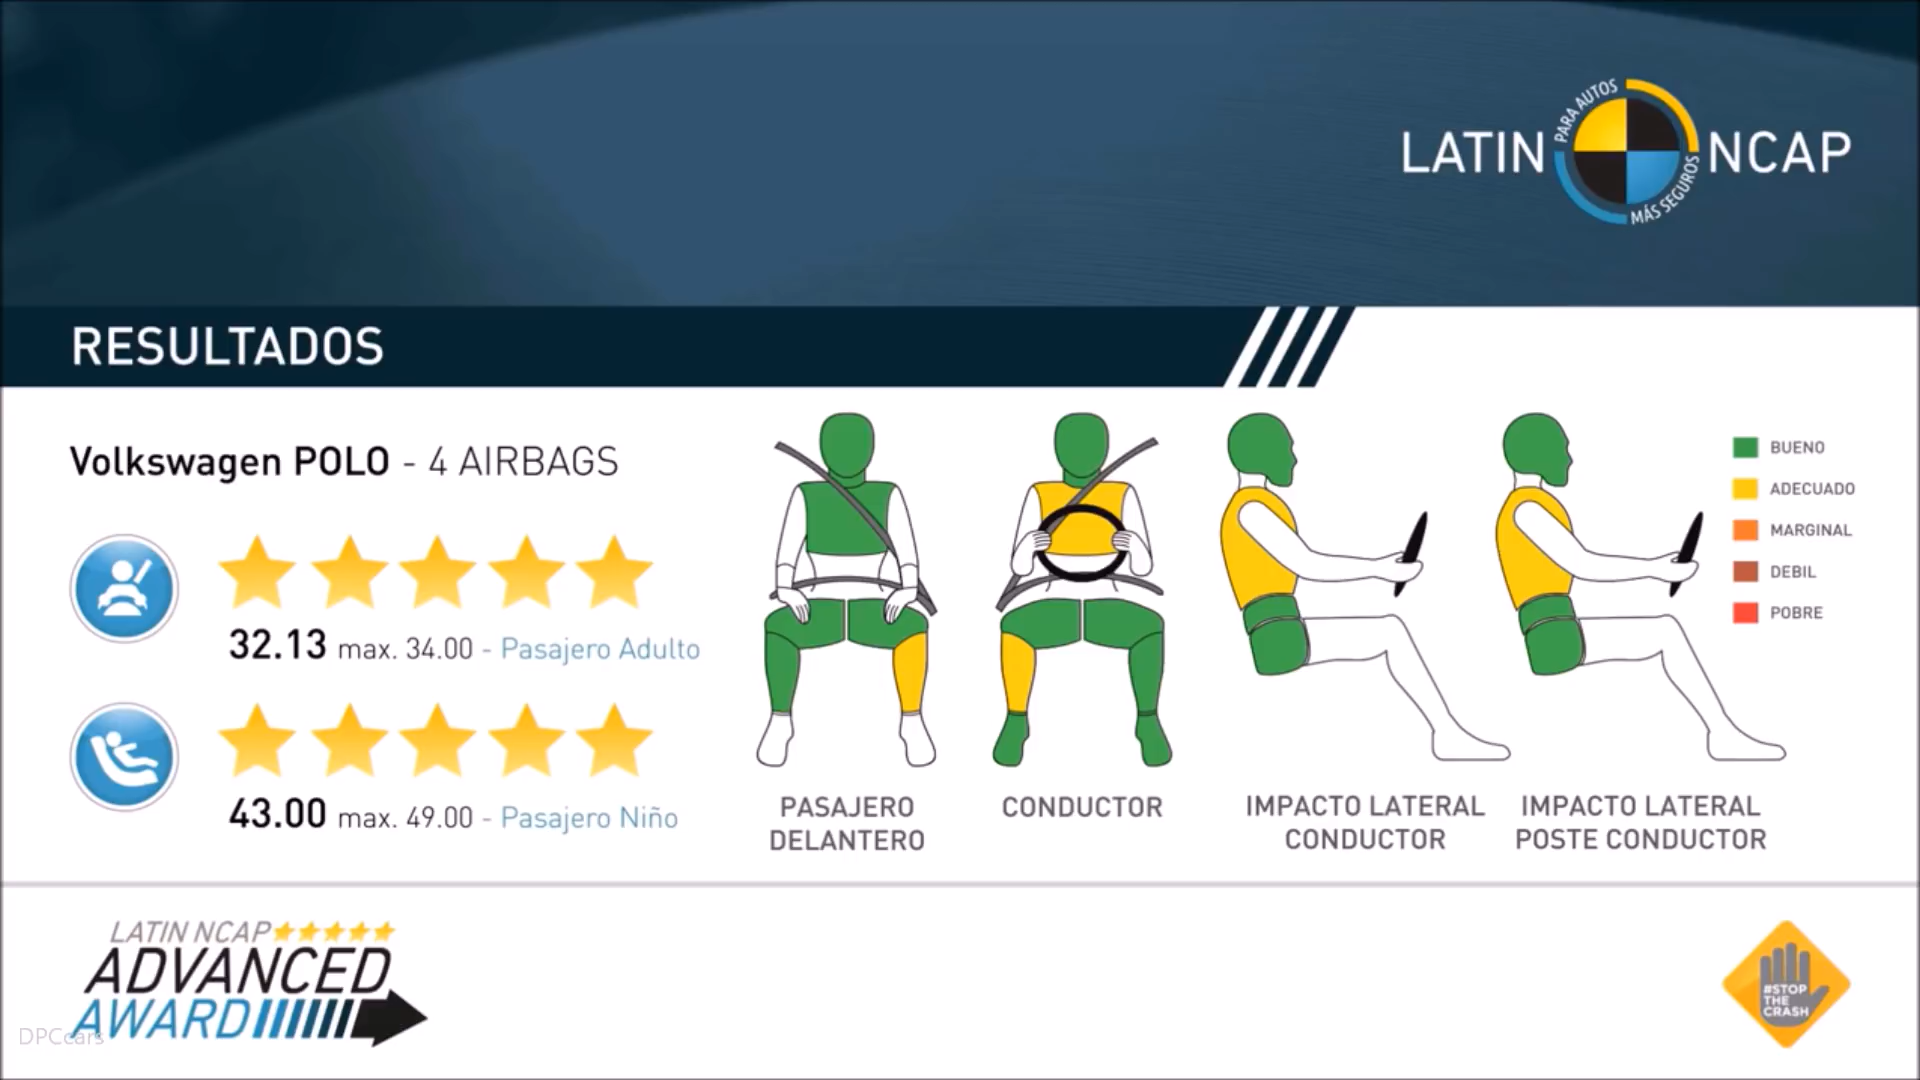 PARA AUTOS
LATIN NCAP
MÁS SEGUROS
RESULTADOS
Volkswagen POLO - 4 AIRBAGS
32.13 max. 34.00 - Pasajero Adulto
43.00 max. 49.00 - Pasajero Niño
PASAJERO
DELANTERO
CONDUCTOR
IMPACTO LATERAL
CONDUCTOR
IMPACTO LATERAL
POSTE CONDUCTOR
BUENO
ADECUADO
MARGINAL
DEBIL
POBRE
LATIN NCAP
ADVANCED
AWARD
DPCcars
#STOP
THE
CRASH